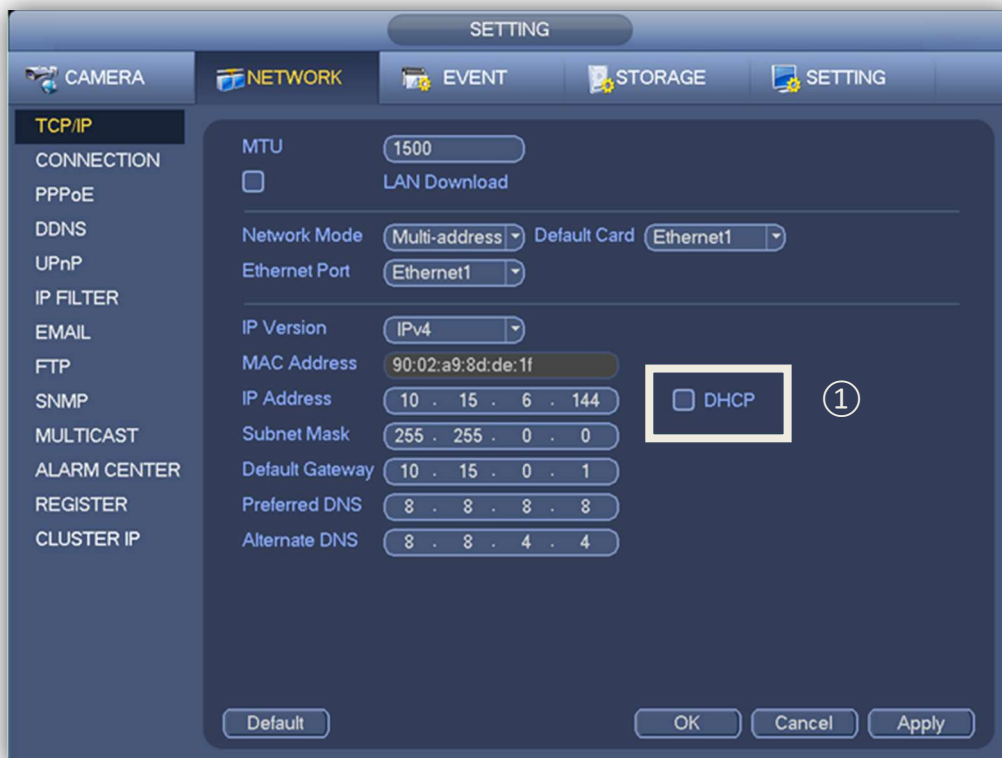 SETTING
CAMERA NETWORK EVENT STORAGE SETTING
TCP/IP
CONNECTION
PPPoE
DDNS
UPnP
IP FILTER
EMAIL
FTP
SNMP
MULTICAST
ALARM CENTER
REGISTER
CLUSTER IP
MTU 1500
LAN Download
Network Mode Multi-address Default Card Ethernet1
Ethernet Port Ethernet1
IP Version IPv4
MAC Address 90:02:a9:8d:de:1f
IP Address 10 . 15 . 6 . 144 DHCP ①
Subnet Mask 255 . 255 . 0 . 0
Default Gateway 10 . 15 . 0 . 1
Preferred DNS 8 . 8 . 8 . 8
Alternate DNS 8 . 8 . 4 . 4
Default OK Cancel Apply